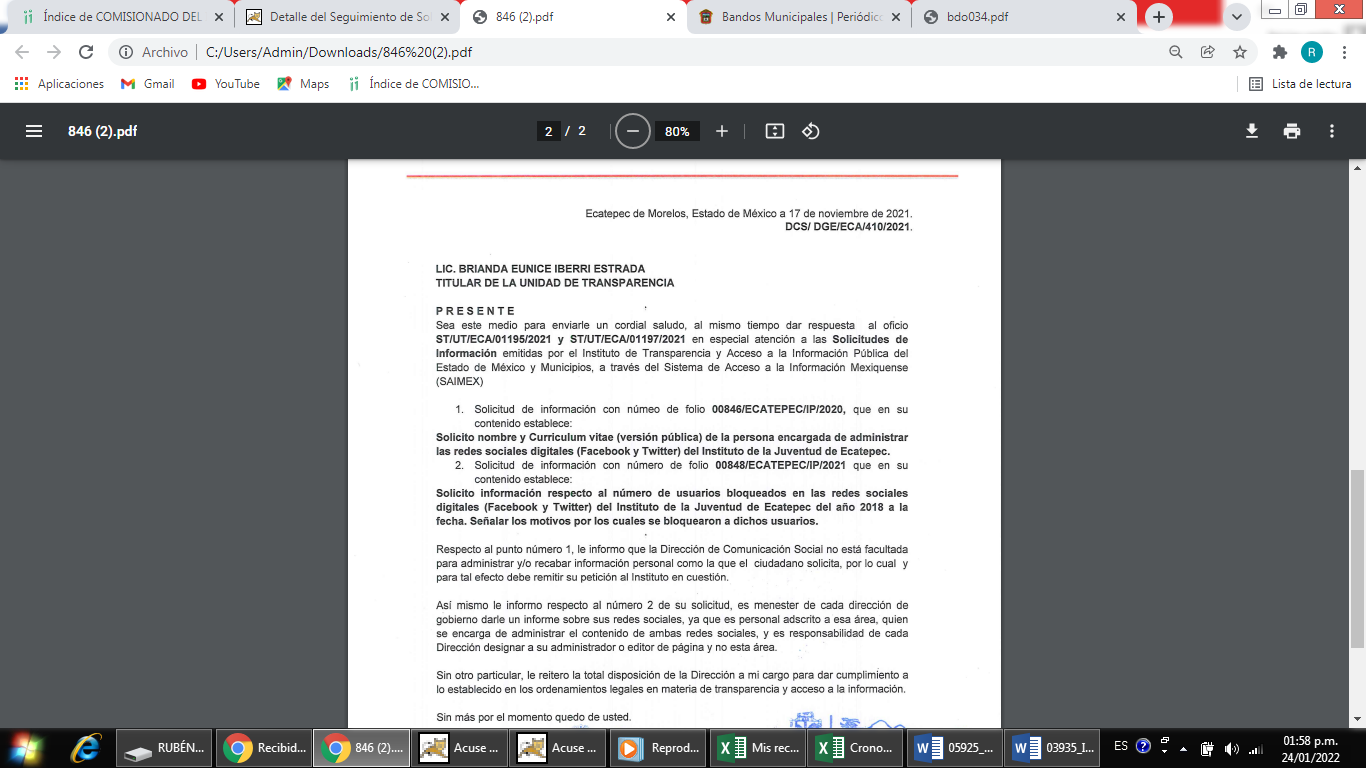 Índice de COMISIONADO DEL
Detalle del Seguimiento de So
846 (2).pdf
Bandos Municipales | Periódic
bdo034.pdf
Archivo
C:/Users/Admin/Downloads/846%20(2).pdf
R
Aplicaciones
Gmail
YouTube
Maps
Índice de COMISIO...
Lista de lectura
846 (2).pdf
2 / 2
80%
Ecatepec de Morelos, Estado de México a 17 de noviembre de 2021.
DCS/ DGE/ECA/410/2021.
LIC. BRIANDA EUNICE IBERRI ESTRADA
TITULAR DE LA UNIDAD DE TRANSPARENCIA
P R E S E N T E
Sea este medio para enviarle un cordial saludo, al mismo tiempo dar respuesta al oficio
ST/UT/ECA/01195/2021 y ST/UT/ECA/01197/2021 en especial atención a las Solicitudes de
Información emitidas por el Instituto de Transparencia y Acceso a la Información Pública del
Estado de México y Municipios, a través del Sistema de Acceso a la Información Mexiquense
(SAIMEX)
1. Solicitud de información con númeo de folio 00846/ECATEPEC/IP/2020, que en su
contenido establece:
Solicito nombre y Curriculum vitae (versión pública) de la persona encargada de administrar
las redes sociales digitales (Facebook y Twitter) del Instituto de la Juventud de Ecatepec.
2. Solicitud de información con número de folio 00848/ECATEPEC/IP/2021 que en su
contenido establece:
Solicito información respecto al número de usuarios bloqueados en las redes sociales
digitales (Facebook y Twitter) del Instituto de la Juventud de Ecatepec del año 2018 a la
fecha. Señalar los motivos por los cuales se bloquearon a dichos usuarios.
Respecto al punto número 1, le informo que la Dirección de Comunicación Social no está facultada
para administrar y/o recabar información personal como la que el ciudadano solicita, por lo cual y
para tal efecto debe remitir su petición al Instituto en cuestión.
Así mismo le informo respecto al número 2 de su solicitud, es menester de cada dirección de
gobierno darle un informe sobre sus redes sociales, ya que es personal adscrito a esa área, quien
se encarga de administrar el contenido de ambas redes sociales, y es responsabilidad de cada
Dirección designar a su administrador o editor de página y no esta área.
Sin otro particular, le reitero la total disposición de la Dirección a mi cargo para dar cumplimiento a
lo establecido en los ordenamientos legales en materia de transparencia y acceso a la información.
Sin más por el momento quedo de usted.
RUBÉN...
Recibid...
846 (2)....
Acuse ...
Acuse ...
Reprod...
Mis rec...
Crono...
05925_...
03935_I...
ES
01:58 p.m.
24/01/2022